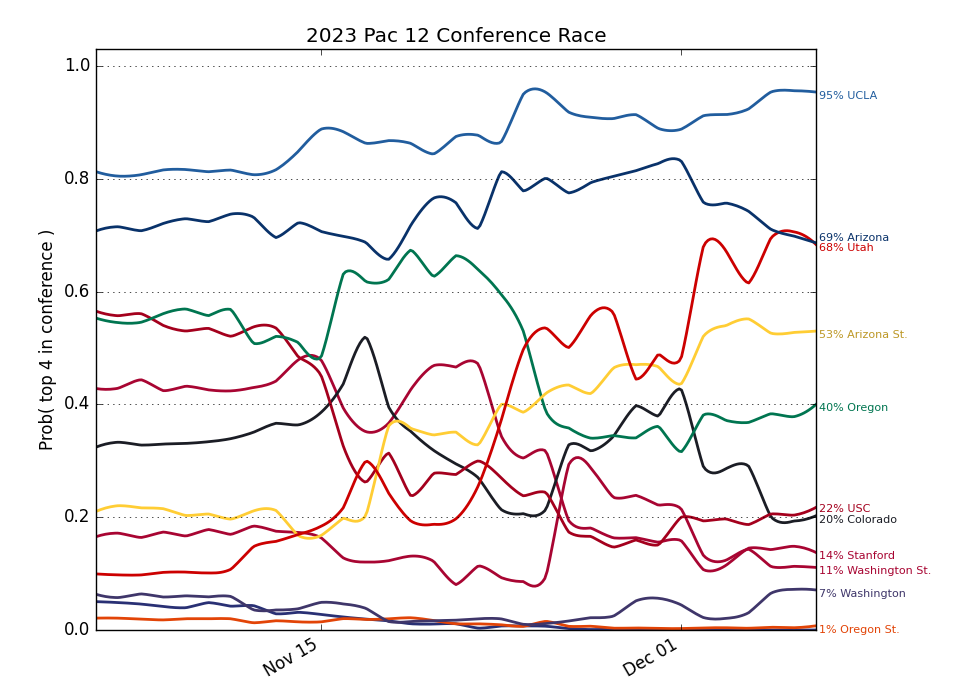 2023 Pac 12 Conference Race
Prob( top 4 in conference )
1.0
0.8
0.6
0.4
0.2
0.0
Nov 15
Dec 01
95% UCLA
69% Arizona
68% Utah
53% Arizona St.
40% Oregon
22% USC
20% Colorado
14% Stanford
11% Washington St.
7% Washington
1% Oregon St.